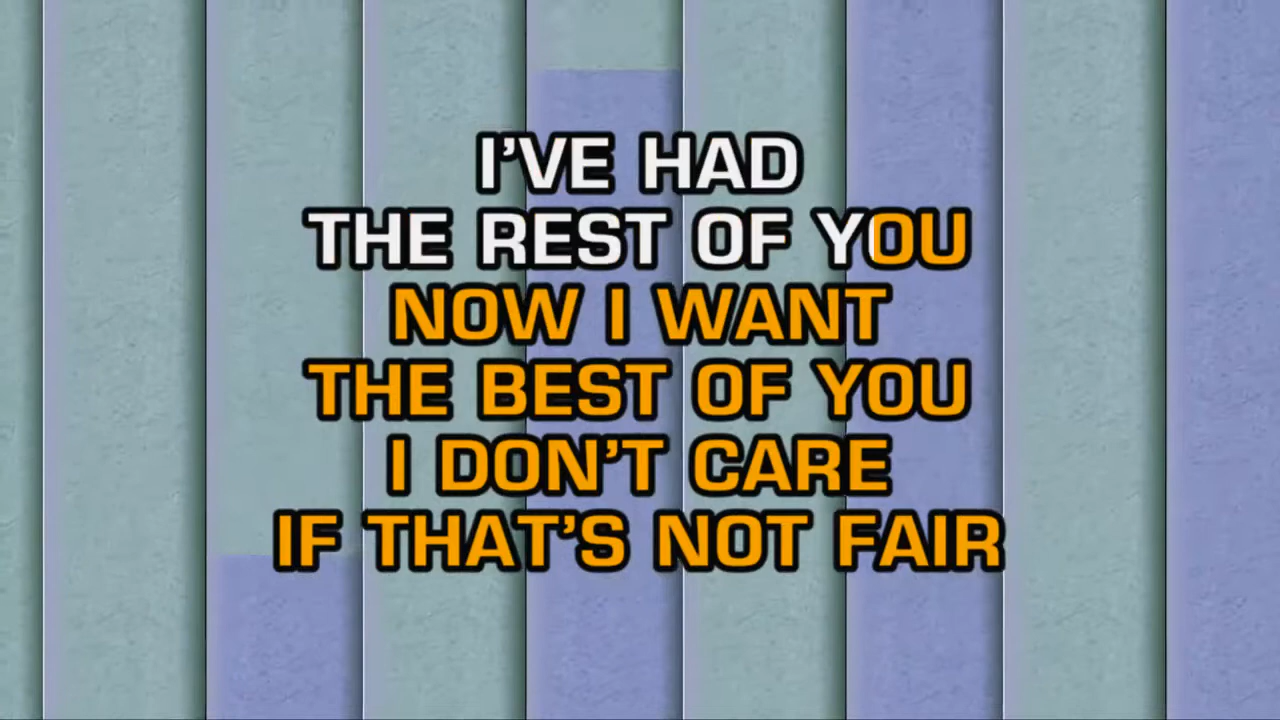 I'VE HAD
THE REST OF YOU
NOW I WANT
THE BEST OF YOU
I DON'T CARE
IF THAT'S NOT FAIR